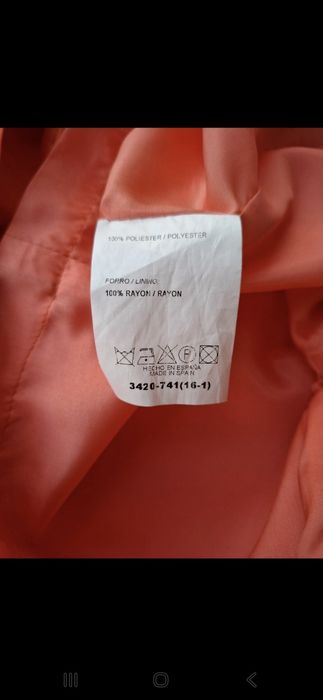 100% POLIESTER / POLYESTER
FORRO / LINING:
100% RAYON / RAYON
HECHO EN ESPAÑA
MADE IN SPAIN
3420-741(16-1)